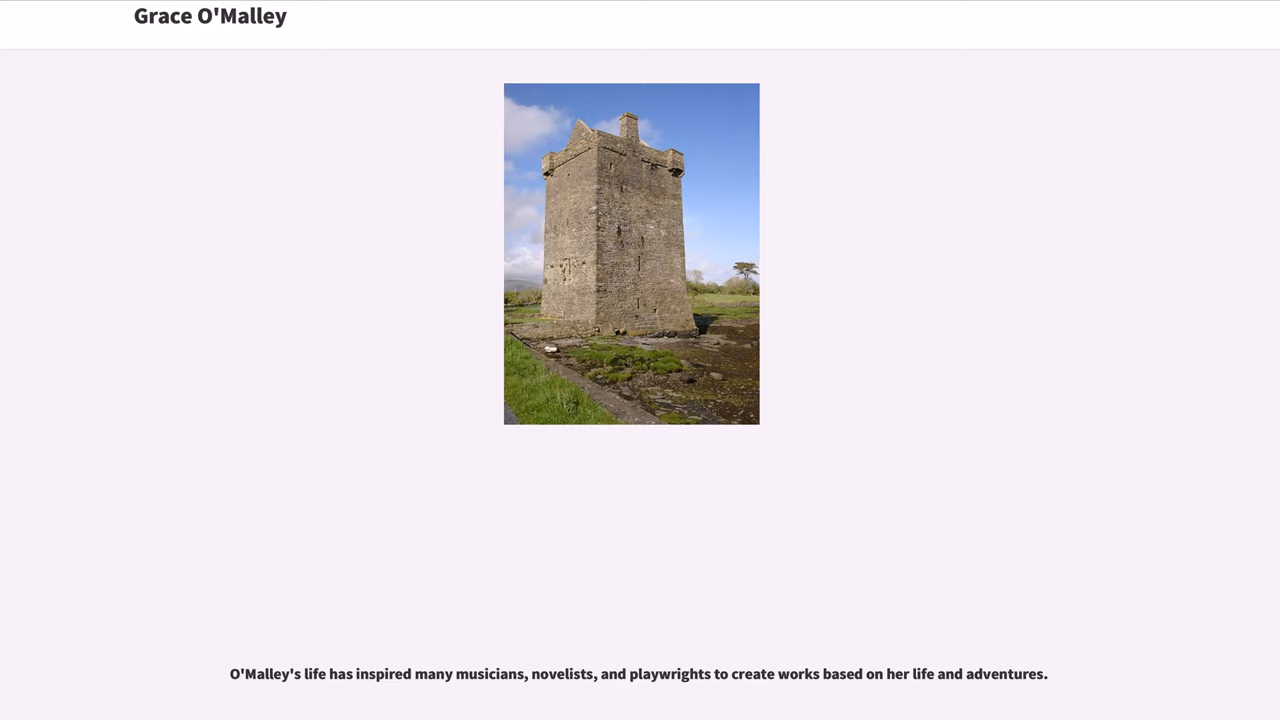 Grace O'Malley
O'Malley's life has inspired many musicians, novelists, and playwrights to create works based on her life and adventures.